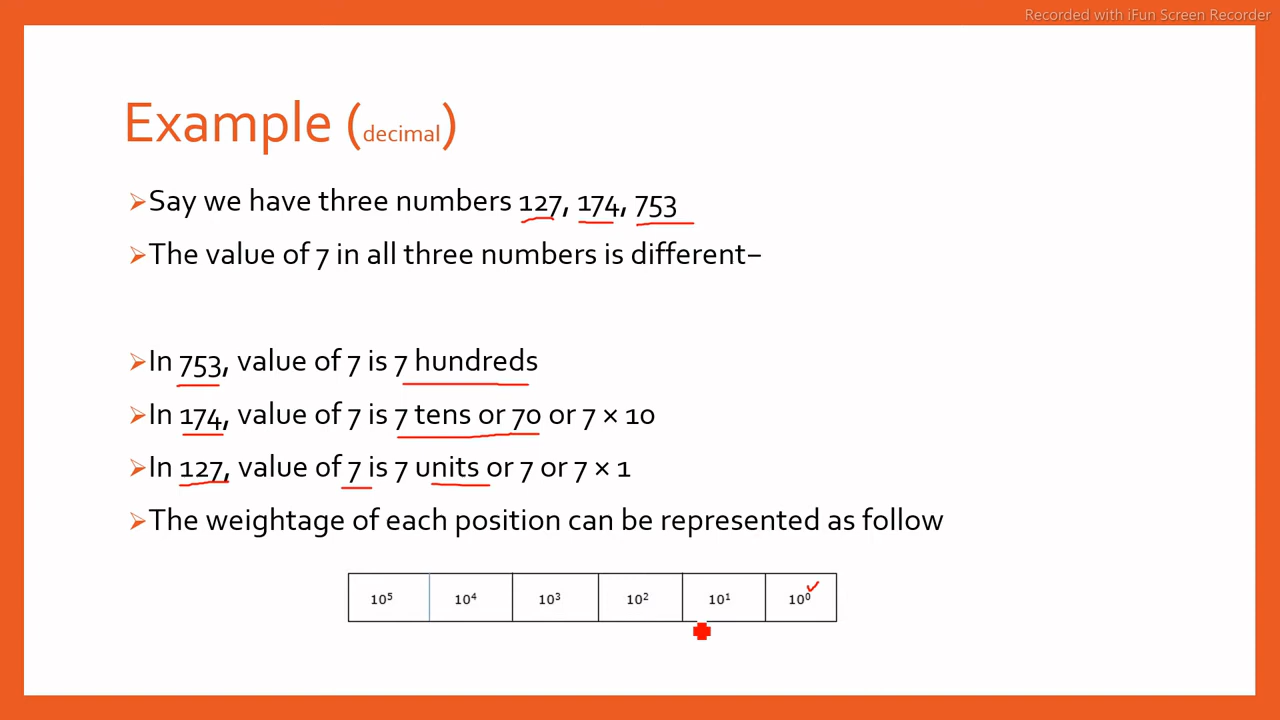 Recorded with iFun Screen Recorder
Example (decimal)
➢Say we have three numbers 127, 174, 753
➢The value of 7 in all three numbers is different–
➢In 753, value of 7 is 7 hundreds
➢In 174, value of 7 is 7 tens or 70 or 7 × 10
➢In 127, value of 7 is 7 units or 7 or 7 × 1
➢The weightage of each position can be represented as follow
10⁵ 10⁴ 10³ 10² 10¹ 10⁰